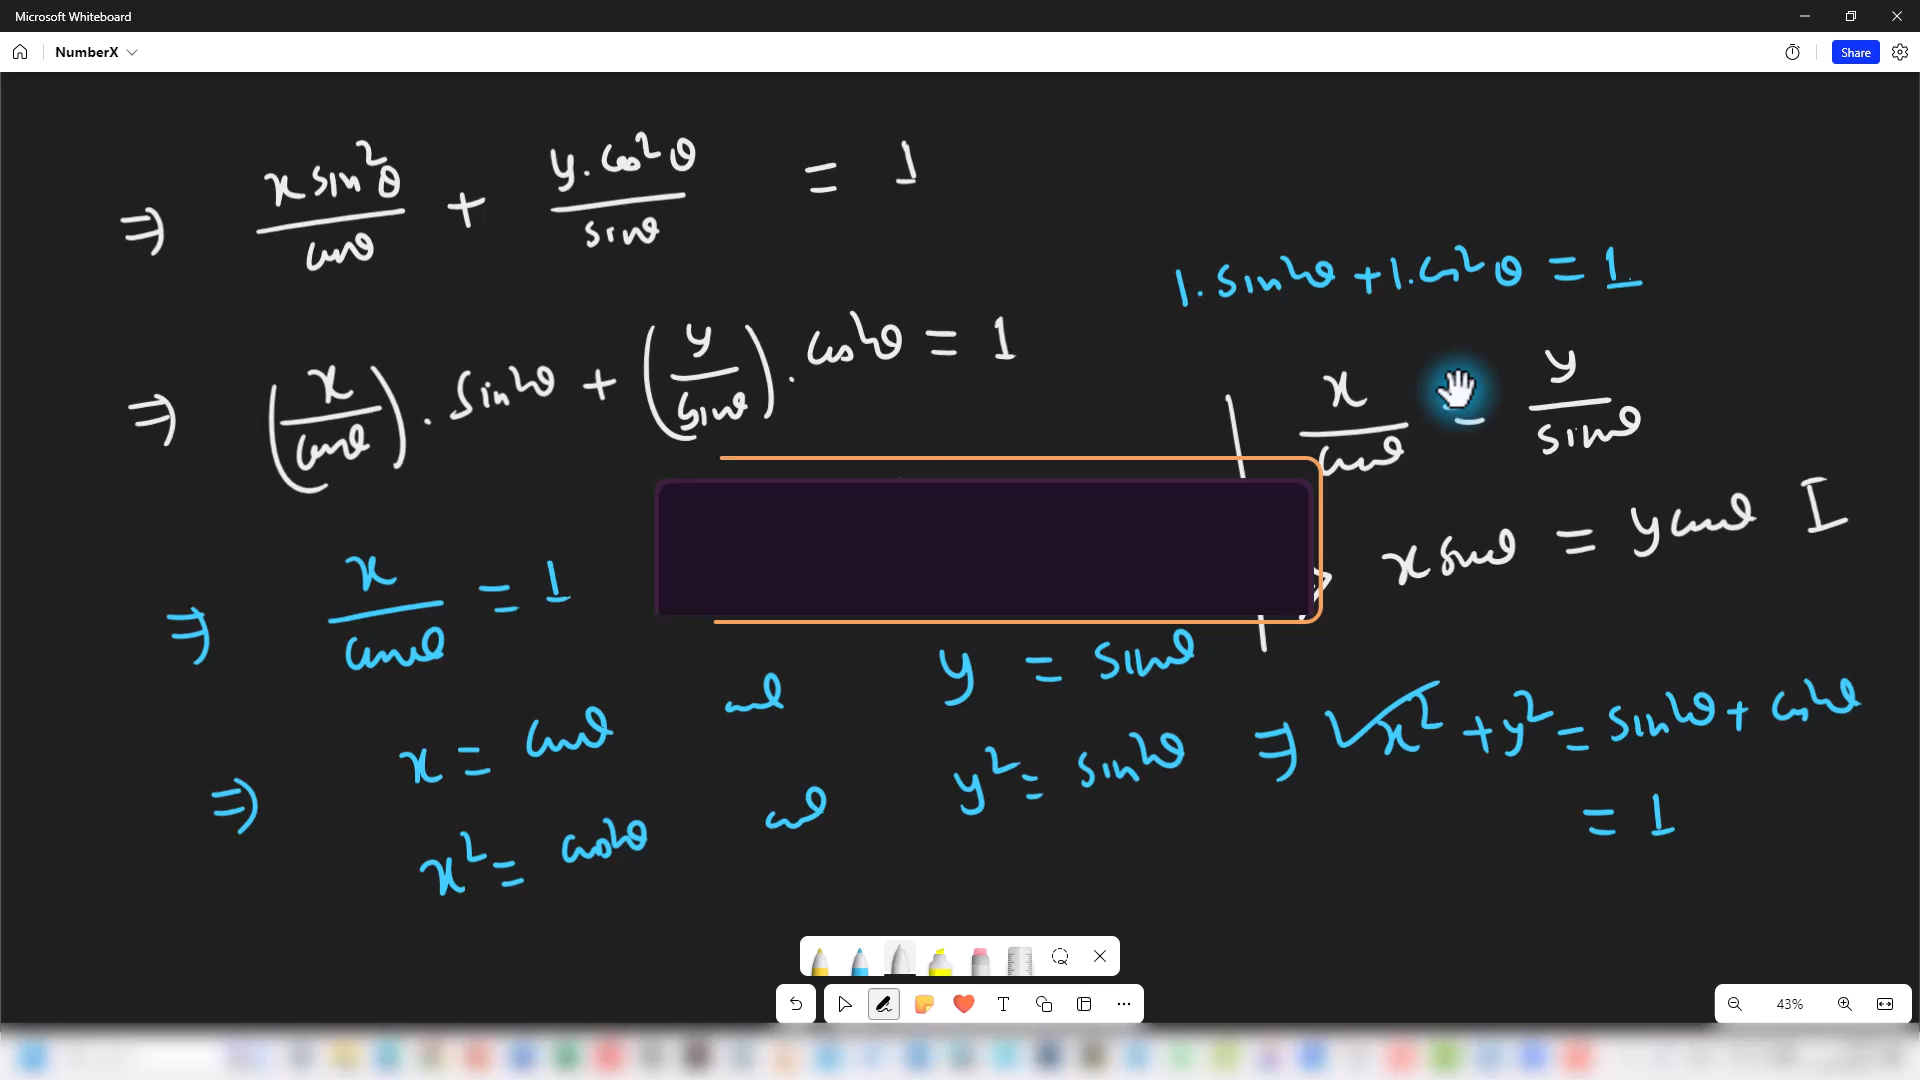 Microsoft Whiteboard
NumberX
Share
⇒ x sin²θ / cosθ + y. cos²θ / sinθ = 1
1. sin²θ + 1. cos²θ = 1.
⇒ (x / cosθ) . sin²θ + (y / sinθ) . cos²θ = 1
x / cosθ = y / sinθ
x sinθ = y cosθ I
⇒ x / cosθ = 1
y = sinθ
⇒ x = cosθ and y² = sin²θ ⇒ x² + y² = sin²θ + cos²θ
x² = cos²θ and
= 1
43%